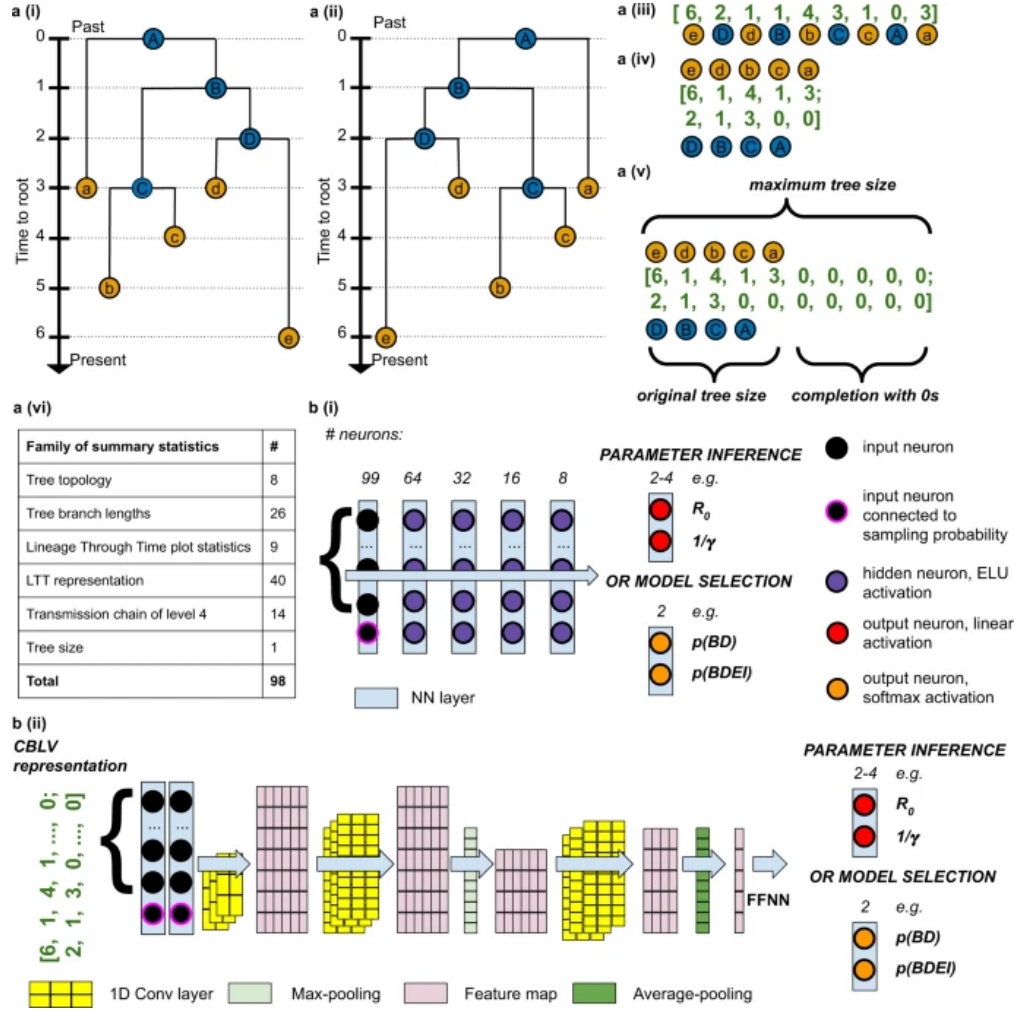 a (i)
Past
0
1
2
3
4
5
6
Time to root
Present
A
B
D
a
C
d
c
b
e
a (ii)
Past
0
1
2
3
4
5
6
Time to root
Present
A
B
D
d
C
a
c
b
e
a (iii)
[ 6, 2, 1, 1, 4, 3, 1, 0, 3]
e D d B b C c A a
a (iv)
e d b c a
[6, 1, 4, 1, 3;
2, 1, 3, 0, 0]
D B C A
a (v)
maximum tree size
e d b c a
[6, 1, 4, 1, 3, 0, 0, 0, 0, 0;
2, 1, 3, 0, 0, 0, 0, 0, 0, 0]
D B C A
original tree size
completion with 0s
a (vi)
Family of summary statistics #
Tree topology 8
Tree branch lengths 26
Lineage Through Time plot statistics 9
LTT representation 40
Transmission chain of level 4 14
Tree size 1
Total 98
b (i)
# neurons:
99 64 32 16 8
... ... ... ... ...
NN layer
PARAMETER INFERENCE
2-4 e.g.
R0
1/γ
OR MODEL SELECTION
2 e.g.
p(BD)
p(BDEI)
input neuron
input neuron
connected to
sampling probability
hidden neuron, ELU
activation
output neuron, linear
activation
output neuron,
softmax activation
b (ii)
CBLV
representation
[6, 1, 4, 1, ..., 0;
2, 1, 3, 0, ..., 0]
... ...
FFNN
PARAMETER INFERENCE
2-4 e.g.
R0
1/γ
OR MODEL SELECTION
2 e.g.
p(BD)
p(BDEI)
1D Conv layer
Max-pooling
Feature map
Average-pooling